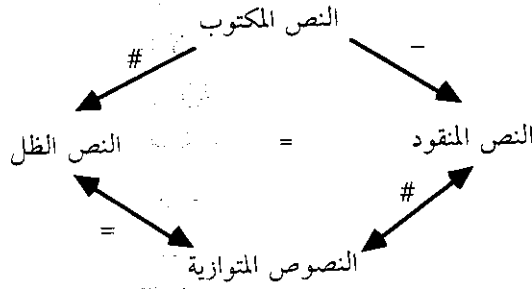 النص المكتوب
# –
النص المنقود = النص الظل
# =
النصوص المتوازية